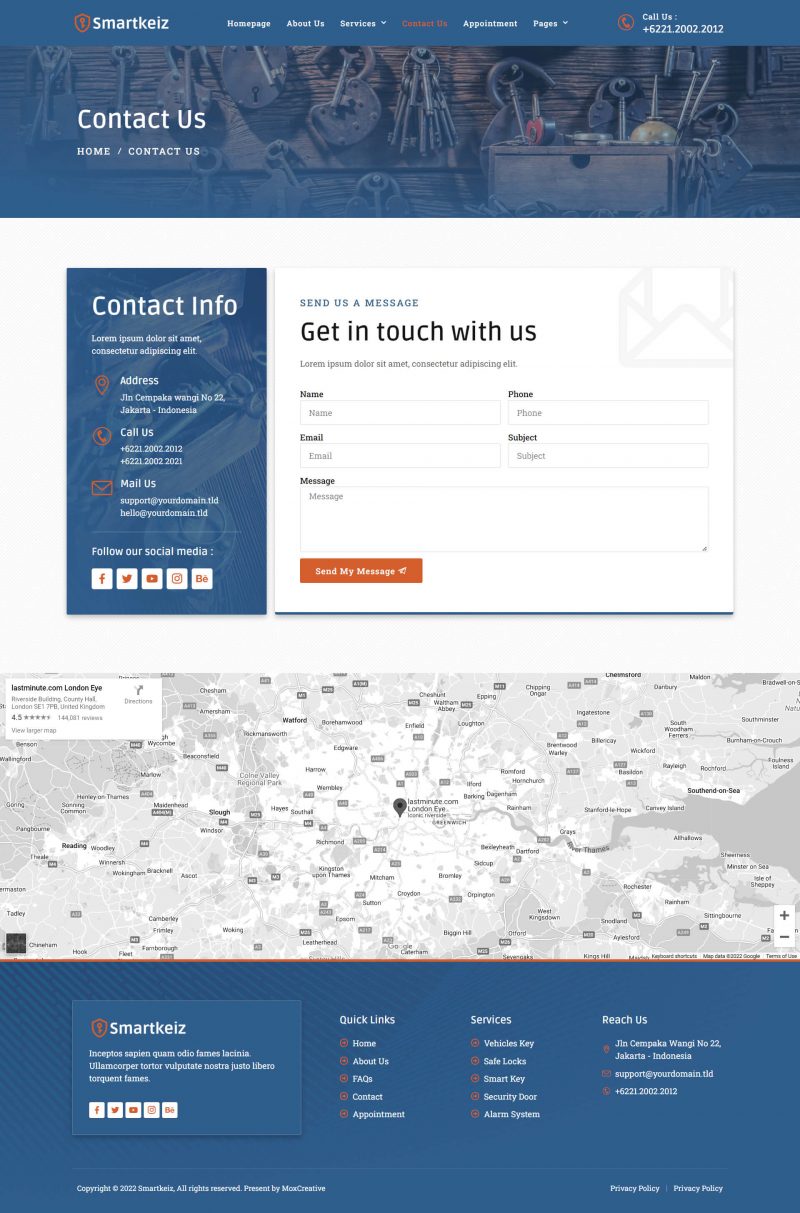 Smartkeiz
Homepage
About Us
Services
Contact Us
Appointment
Pages
Call Us :
+6221.2002.2012
Contact Us
HOME / CONTACT US
Contact Info
Lorem ipsum dolor sit amet,
consectetur adipiscing elit.
Address
Jln Cempaka wangi No 22,
Jakarta - Indonesia
Call Us
+6221.2002.2012
+6221.2002.2021
Mail Us
support@yourdomain.tld
hello@yourdomain.tld
Follow our social media :
SEND US A MESSAGE
Get in touch with us
Lorem ipsum dolor sit amet, consectetur adipiscing elit.
Name
Phone
Name
Phone
Email
Subject
Email
Subject
Message
Message
Send My Message
lastminute.com London Eye
Riverside Building, County Hall,
London SE1 7PB, United Kingdom
Directions
4.5 144,081 reviews
View larger map
Chelmsford
Chesham
Amersham
Watford
Rickmansworth
Borehamwood
Enfield
Cheshunt
Waltham
Abbey
Loughton
Epping
Chipping
Ongar
Ingatestone
Danbury
Maldon
Bradwell-on-Sea
Southminster
Burnham-on-Crouch
South
Woodham
Ferrers
Wickford
Billericay
Brentwood
Warley
Basildon
Rayleigh
Rochford
Foulness
Island
Southend-on-Sea
Canvey Island
Stanford-le-Hope
Benson
Wallingford
Wycombe
Marlow
Beaconsfield
Colne Valley
Regional Park
Edgware
Harrow
Wembley
Ilford
Barking
Romford
Hornchurch
Dagenham
Rainham
Goring
Sonning
Common
Henley-on-Thames
Maidenhead
Slough
Windsor
Hayes
Southall
lastminute.com
London Eye
Iconic riverside
GREENWICH
Pangbourne
Theale
Reading
Woodley
Winnersh
Wokingham
Bracknell
Ascot
Richmond
Kingston
upon Thames
Mitcham
Croydon
Sutton
Epsom
Bromley
Orpington
Sidcup
Bexleyheath
Dartford
Grays
River Thames
Allhallows
Sheerness
Minster on Sea
Isle of
Sheppey
Rochester
Rainham
Sittingbourne
Tadley
Camberley
Frimley
Farnborough
Fleet
Hook
Chineham
Woking
Leatherhead
Caterham
Biggin Hill
Otford
West
Kingsdown
Snodland
Aylesford
Kings Hill
Google
Keyboard shortcuts
Map data ©2022 Google
Terms of Use
Smartkeiz
Inceptos sapien quam odio fames lacinia.
Ullamcorper tortor vulputate nostra justo libero
torquent fames.
Quick Links
Home
About Us
FAQs
Contact
Appointment
Services
Vehicles Key
Safe Locks
Smart Key
Security Door
Alarm System
Reach Us
Jln Cempaka Wangi No 22,
Jakarta - Indonesia
support@yourdomain.tld
+6221.2002.2012
Copyright © 2022 Smartkeiz, All rights reserved. Present by MoxCreative
Privacy Policy | Privacy Policy